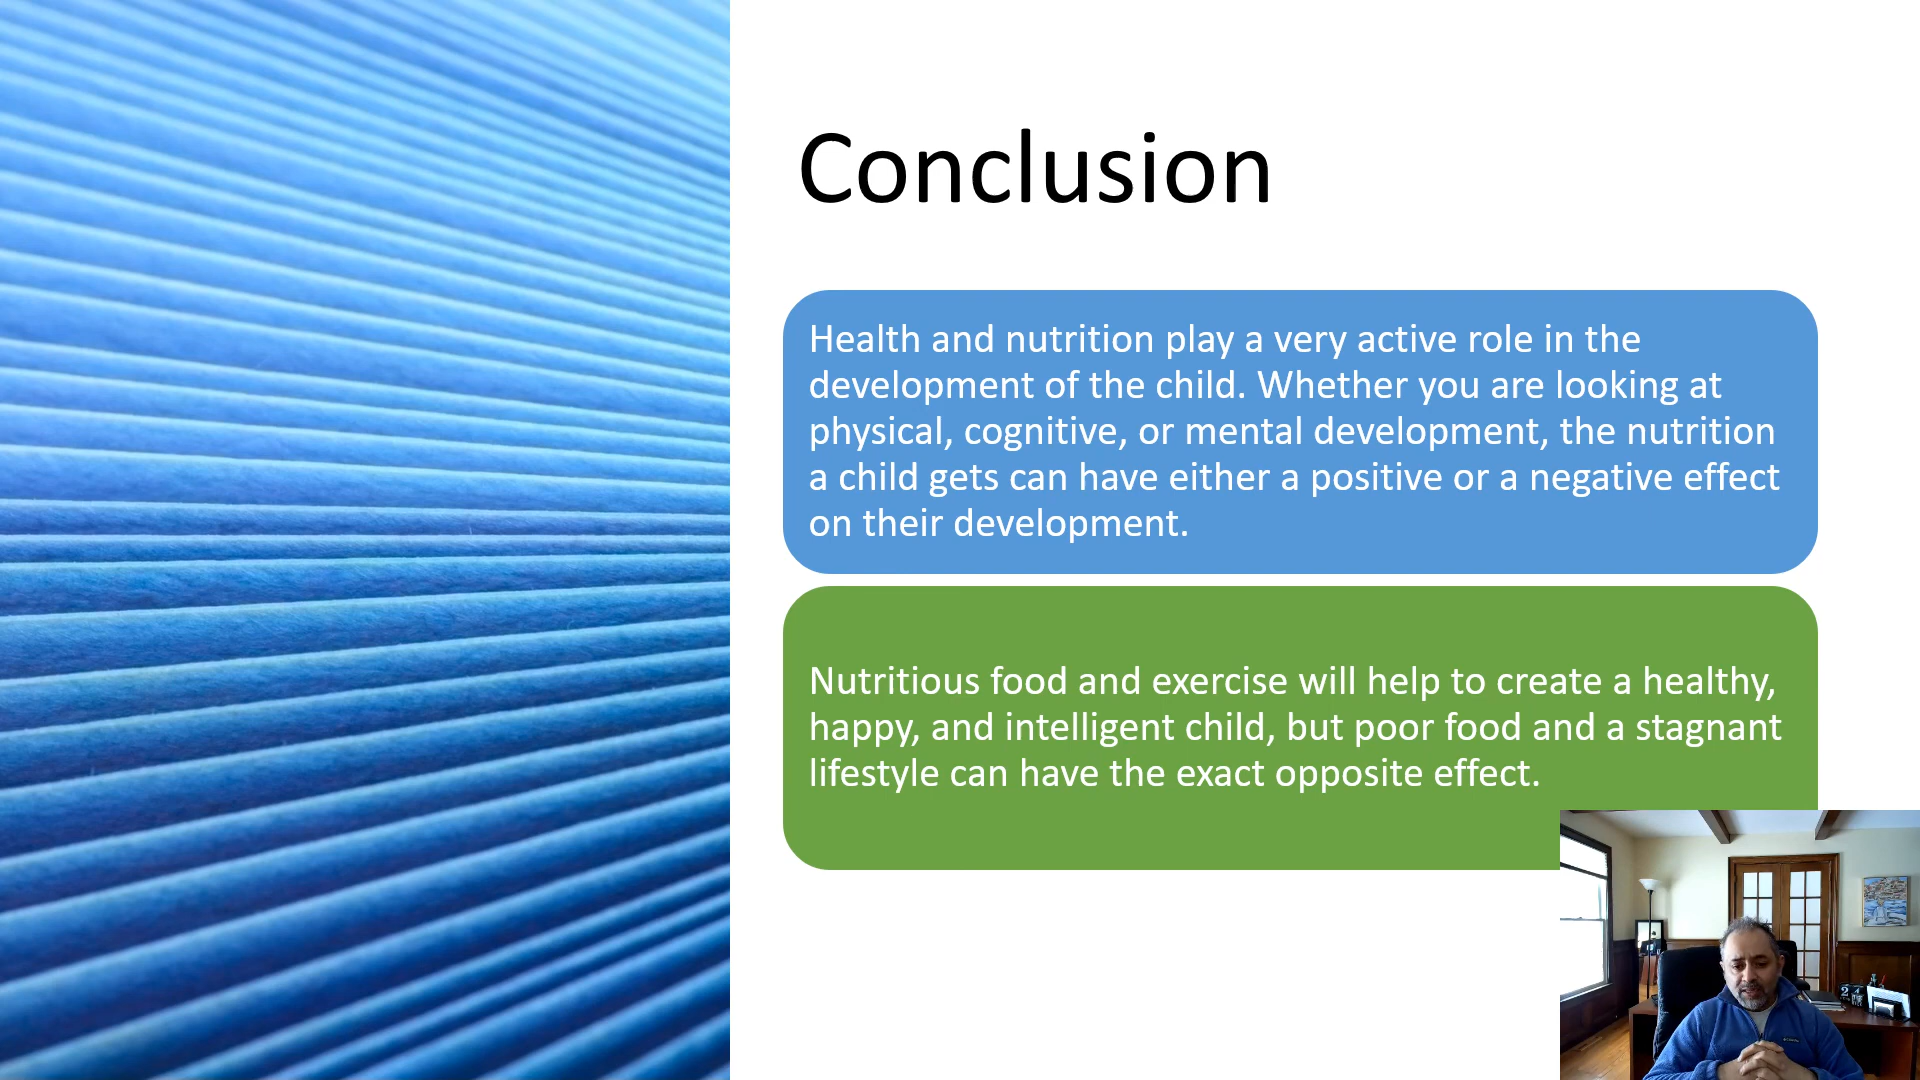 Conclusion
Health and nutrition play a very active role in the
development of the child. Whether you are looking at
physical, cognitive, or mental development, the nutrition
a child gets can have either a positive or a negative effect
on their development.
Nutritious food and exercise will help to create a healthy,
happy, and intelligent child, but poor food and a stagnant
lifestyle can have the exact opposite effect.